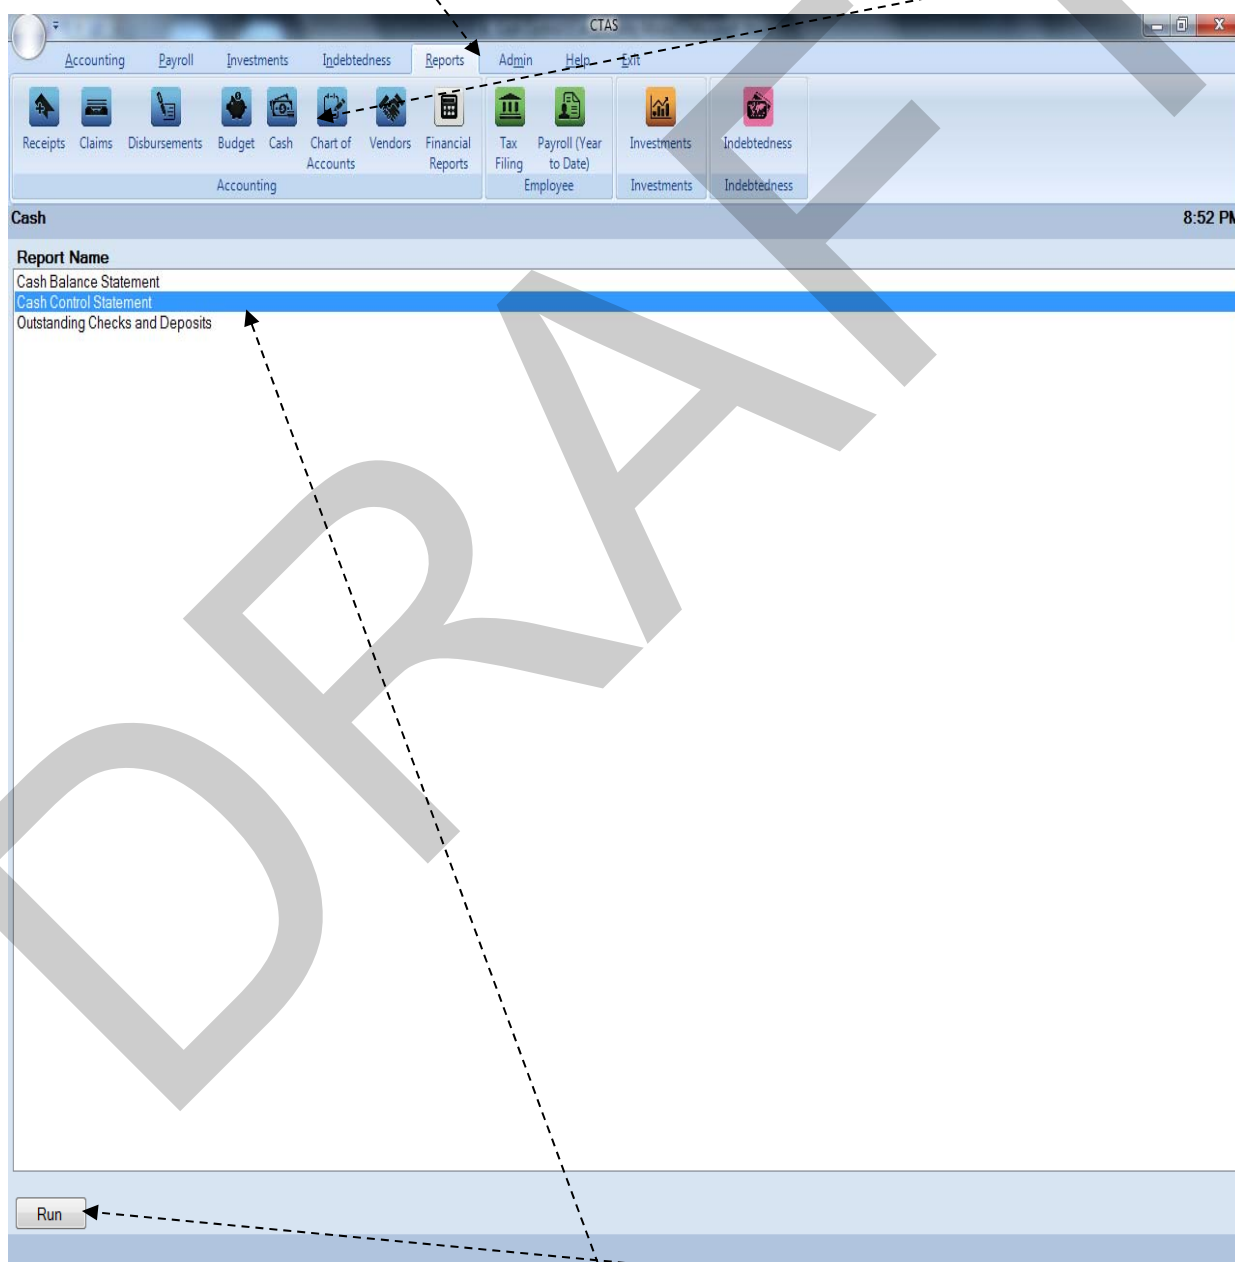 CTAS
Accounting Payroll Investments Indebtedness Reports Admin Help Exit
Receipts Claims Disbursements Budget Cash Chart of Accounts Vendors Financial Reports Tax Filing Payroll (Year to Date) Investments Indebtedness
Accounting Employee Investments Indebtedness
Cash 8:52 PM
Report Name
Cash Balance Statement
Cash Control Statement
Outstanding Checks and Deposits
Run
DRAFT